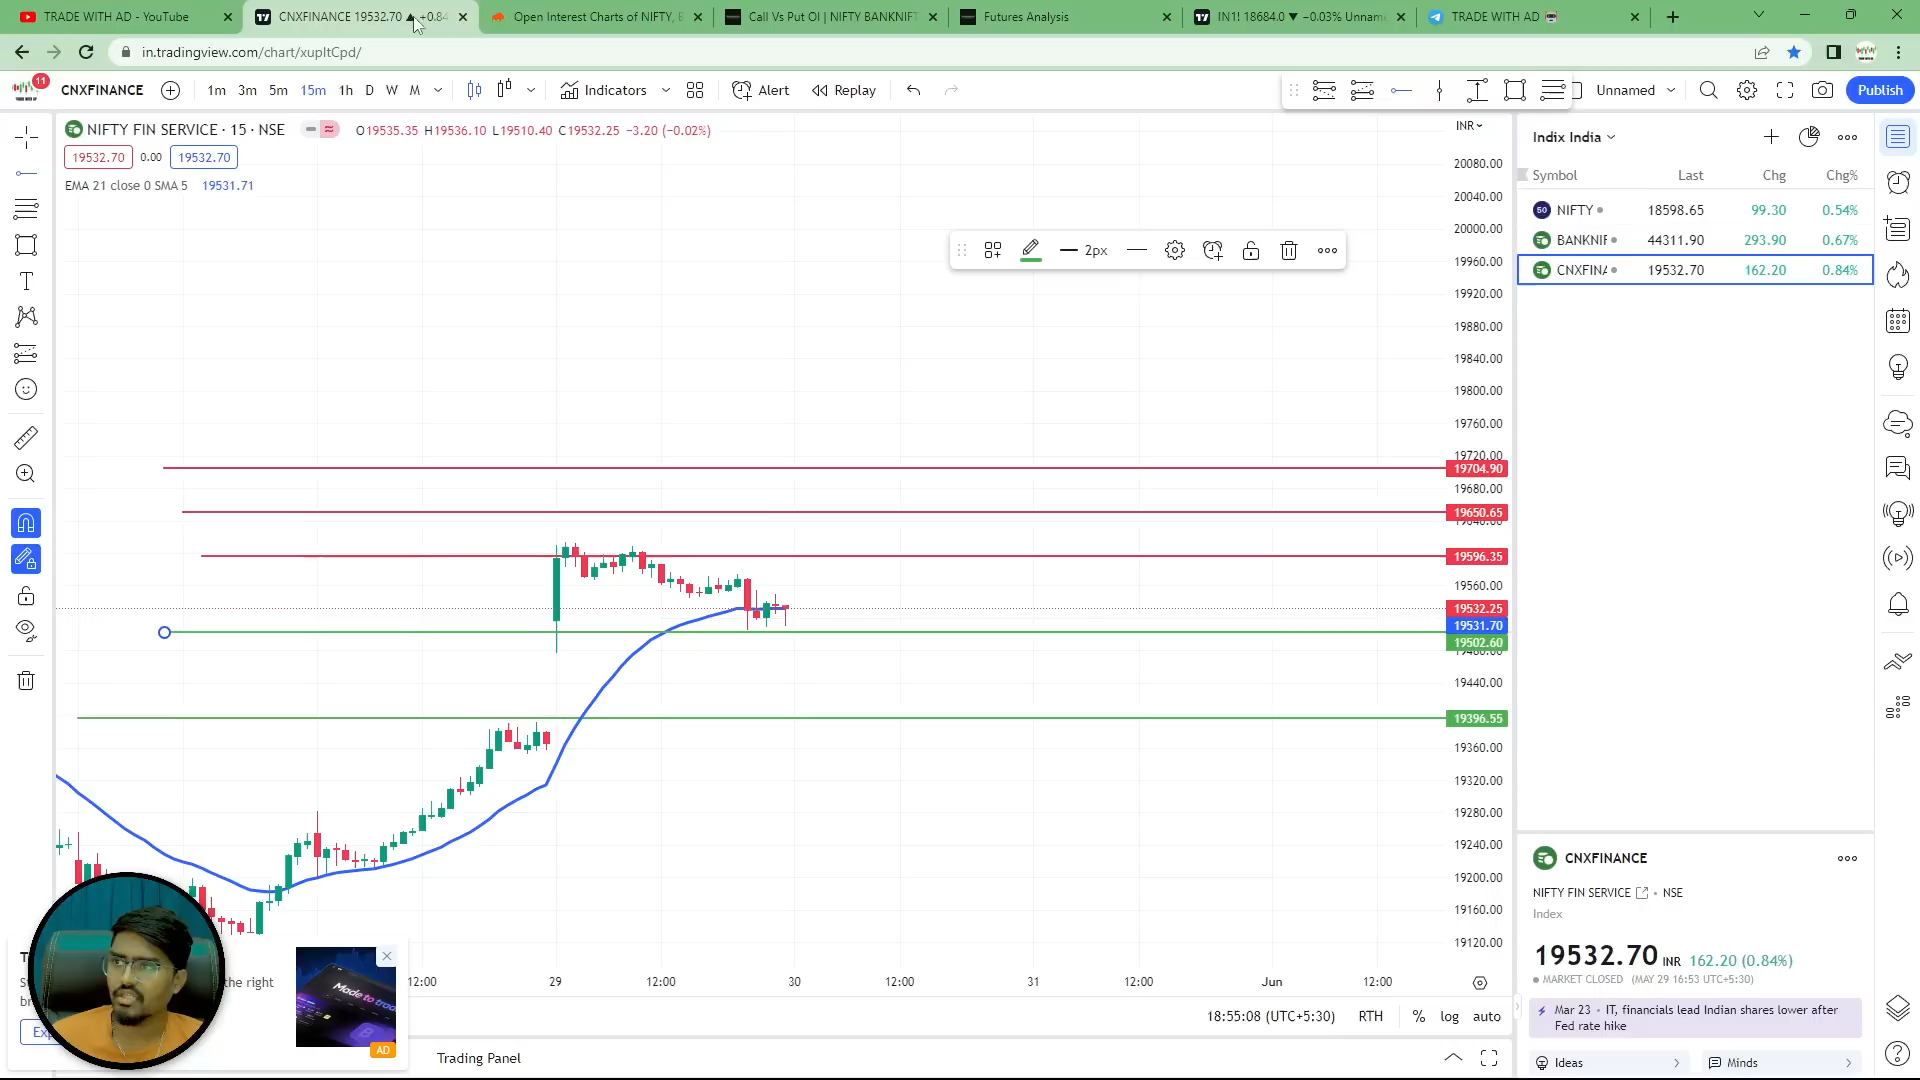 TRADE WITH AD - YouTube
CNXFINANCE 19532.70 ▲ +0.84
Open Interest Charts of NIFTY, B
Call Vs Put OI | NIFTY BANKNIFT
Futures Analysis
IN1! 18684.0 ▼ −0.03% Unnam
TRADE WITH AD
in.tradingview.com/chart/xupltCpd/
11
CNXFINANCE
1m 3m 5m 15m 1h D W M
Indicators
Alert
Replay
Unnamed
Publish
NIFTY FIN SERVICE · 15 · NSE
O19535.35 H19536.10 L19510.40 C19532.25 −3.20 (−0.02%)
19532.70 0.00 19532.70
EMA 21 close 0 SMA 5 19531.71
2px
INR
20080.00
20040.00
20000.00
19960.00
19920.00
19880.00
19840.00
19800.00
19760.00
19720.00
19704.90
19680.00
19650.65
19640.00
19596.35
19560.00
19532.25
19531.70
19502.60
19480.00
19440.00
19396.55
19360.00
19320.00
19280.00
19240.00
19200.00
19160.00
19120.00
12:00 29 12:00 30 12:00 31 12:00 Jun 12:00
18:55:08 (UTC+5:30) RTH % log auto
Trading Panel
the right
Made to trad
AD
Indix India
Symbol Last Chg Chg%
50 NIFTY 18598.65 99.30 0.54%
BANKNIF 44311.90 293.90 0.67%
CNXFINA 19532.70 162.20 0.84%
CNXFINANCE
NIFTY FIN SERVICE • NSE
Index
19532.70 INR 162.20 (0.84%)
MARKET CLOSED (MAY 29 16:53 UTC+5:30)
Mar 23 • IT, financials lead Indian shares lower after
Fed rate hike
Ideas
Minds